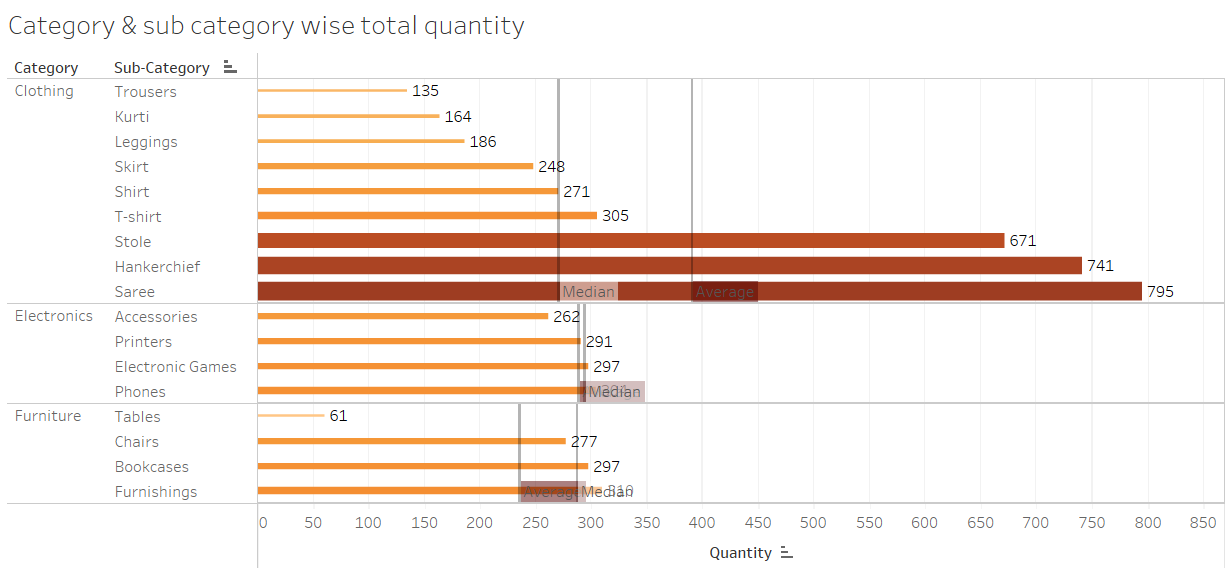 Category & sub category wise total quantity
Category Sub-Category
Clothing Trousers 135
Kurti 164
Leggings 186
Skirt 248
Shirt 271
T-shirt 305
Stole 671
Hankerchief 741
Saree Median Average 795
Electronics Accessories 262
Printers 291
Electronic Games 297
Phones Median
Furniture Tables 61
Chairs 277
Bookcases 297
Furnishings Average Median 310
0 50 100 150 200 250 300 350 400 450 500 550 600 650 700 750 800 850
Quantity